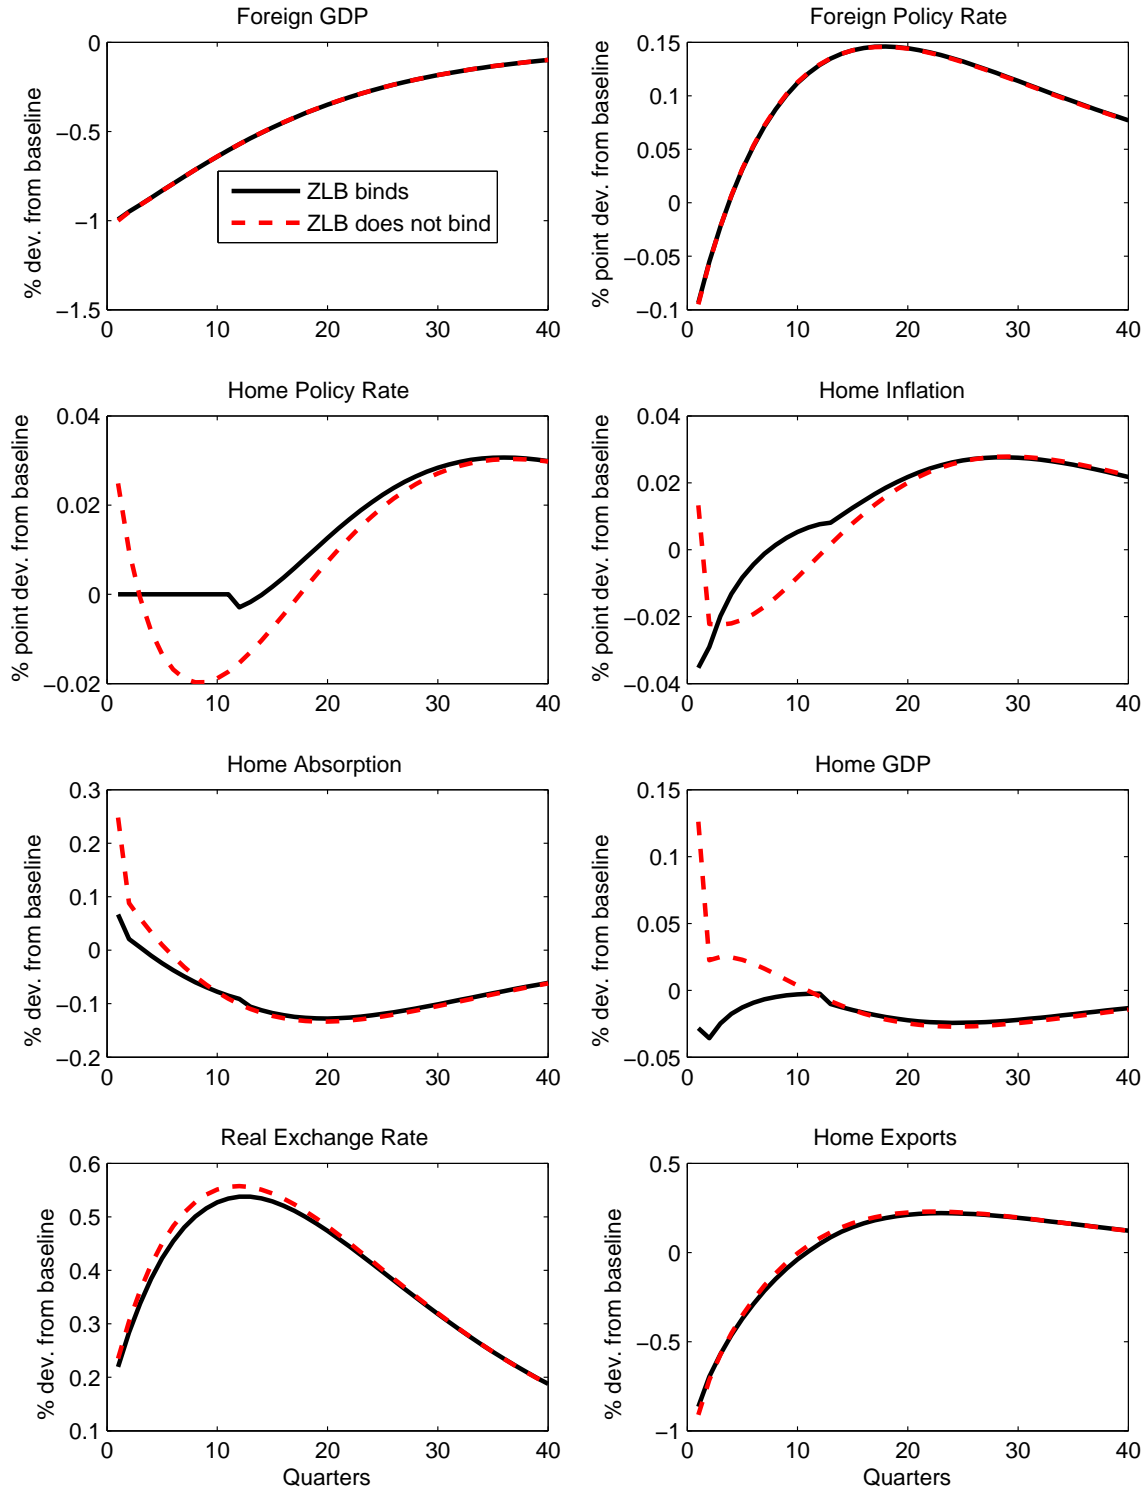 Foreign GDP
% dev. from baseline
0
−0.5
−1
−1.5
0 10 20 30 40
ZLB binds
ZLB does not bind
Foreign Policy Rate
% point dev. from baseline
0.15
0.1
0.05
0
−0.05
−0.1
0 10 20 30 40
Home Policy Rate
% point dev. from baseline
0.04
0.02
0
−0.02
0 10 20 30 40
Home Inflation
% point dev. from baseline
0.04
0.02
0
−0.02
−0.04
0 10 20 30 40
Home Absorption
% dev. from baseline
0.3
0.2
0.1
0
−0.1
−0.2
0 10 20 30 40
Home GDP
% dev. from baseline
0.15
0.1
0.05
0
−0.05
0 10 20 30 40
Real Exchange Rate
% dev. from baseline
0.6
0.5
0.4
0.3
0.2
0.1
0 10 20 30 40
Quarters
Home Exports
% dev. from baseline
0.5
0
−0.5
−1
0 10 20 30 40
Quarters